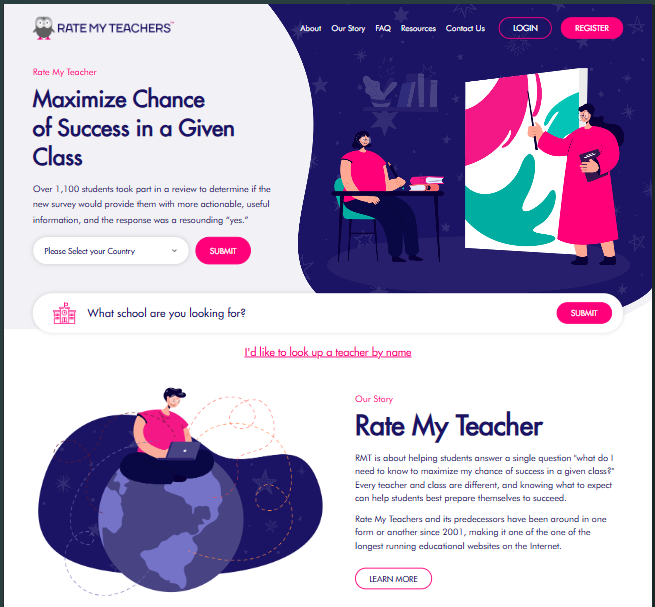 RATE MY TEACHERS™
About Our Story FAQ Resources Contact Us LOGIN REGISTER
Rate My Teacher
Maximize Chance
of Success in a Given
Class
Over 1,100 students took part in a review to determine if the
new survey would provide them with more actionable, useful
information, and the response was a resounding “yes.”
Please Select your Country SUBMIT
What school are you looking for? SUBMIT
I'd like to look up a teacher by name
Our Story
Rate My Teacher
RMT is about helping students answer a single question "what do I
need to know to maximize my chance of success in a given class?"
Every teacher and class are different, and knowing what to expect
can help students best prepare themselves to succeed.
Rate My Teachers and its predecessors have been around in one
form or another since 2001, making it one of the one of the
longest running educational websites on the Internet.
LEARN MORE